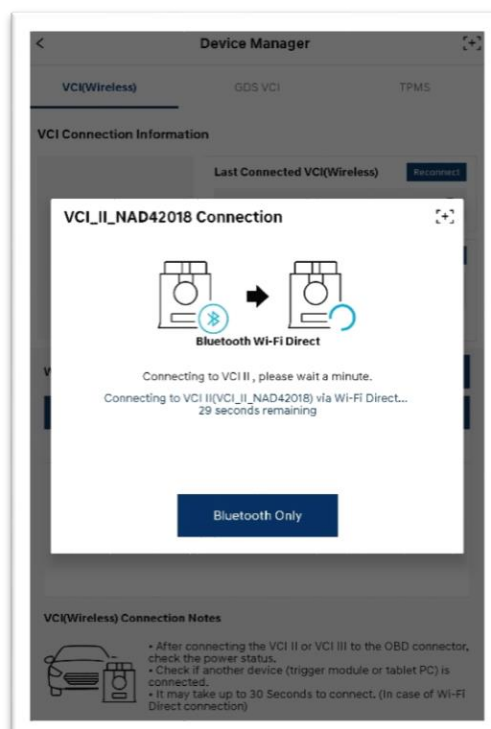 Device Manager
VCI(Wireless)
GDS VCI
TPMS
VCI Connection Information
Last Connected VCI(Wireless)
Reconnect
VCI_II_NAD42018 Connection
Bluetooth Wi-Fi Direct
Connecting to VCI II, please wait a minute.
Connecting to VCI II(VCI_II_NAD42018) via Wi-Fi Direct...
29 seconds remaining
Bluetooth Only
VCI(Wireless) Connection Notes
• After connecting the VCI II or VCI III to the OBD connector,
check the power status.
• Check if another device (trigger module or tablet PC) is
connected.
• It may take up to 30 Seconds to connect. (In case of Wi-Fi
Direct connection)